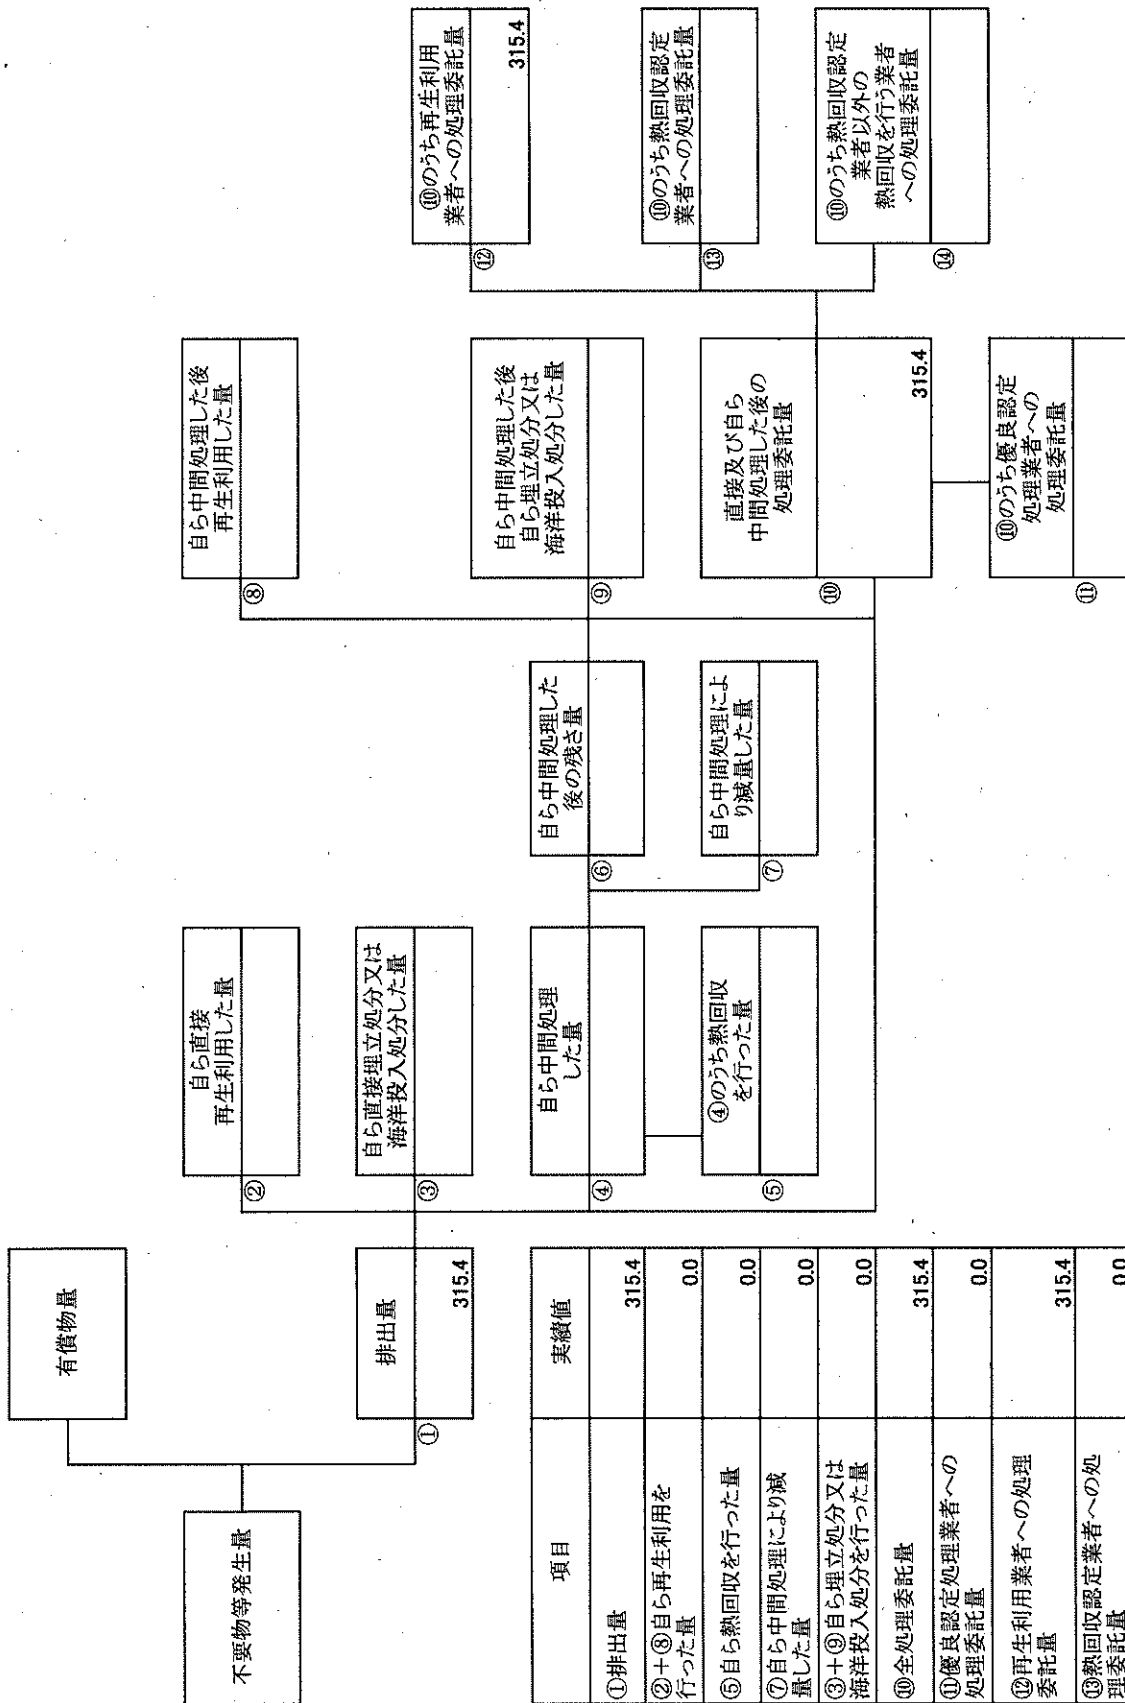 不要物等発生量
有償物量
①
排出量
315.4
②
自ら直接
再生利用した量
③
自ら直接埋立処分又は
海洋投入処分した量
④
自ら中間処理
した量
⑤
④のうち熱回収
を行った量
⑥
自ら中間処理した
後の残さ量
⑦
自ら中間処理によ
り減量した量
⑧
自ら中間処理した後
再生利用した量
⑨
自ら中間処理した後
自ら埋立処分又は
海洋投入処分した量
⑩
直接及び自ら
中間処理した後の
処理委託量
315.4
⑪
⑩のうち優良認定
処理業者への
処理委託量
⑫
⑩のうち再生利用
業者への処理委託量
315.4
⑬
⑩のうち熱回収認定
業者への処理委託量
⑭
⑩のうち熱回収認定
業者以外の
熱回収を行う業者
への処理委託量
項目 実績値
①排出量 315.4
②+⑧自ら再生利用を
行った量 0.0
⑤自ら熱回収を行った量 0.0
⑦自ら中間処理により減
量した量 0.0
③+⑨自ら埋立処分又は
海洋投入処分を行った量 0.0
⑩全処理委託量 315.4
⑪優良認定処理業者への
処理委託量 0.0
⑫再生利用業者への処理
委託量 315.4
⑬熱回収認定業者への処
理委託量 0.0